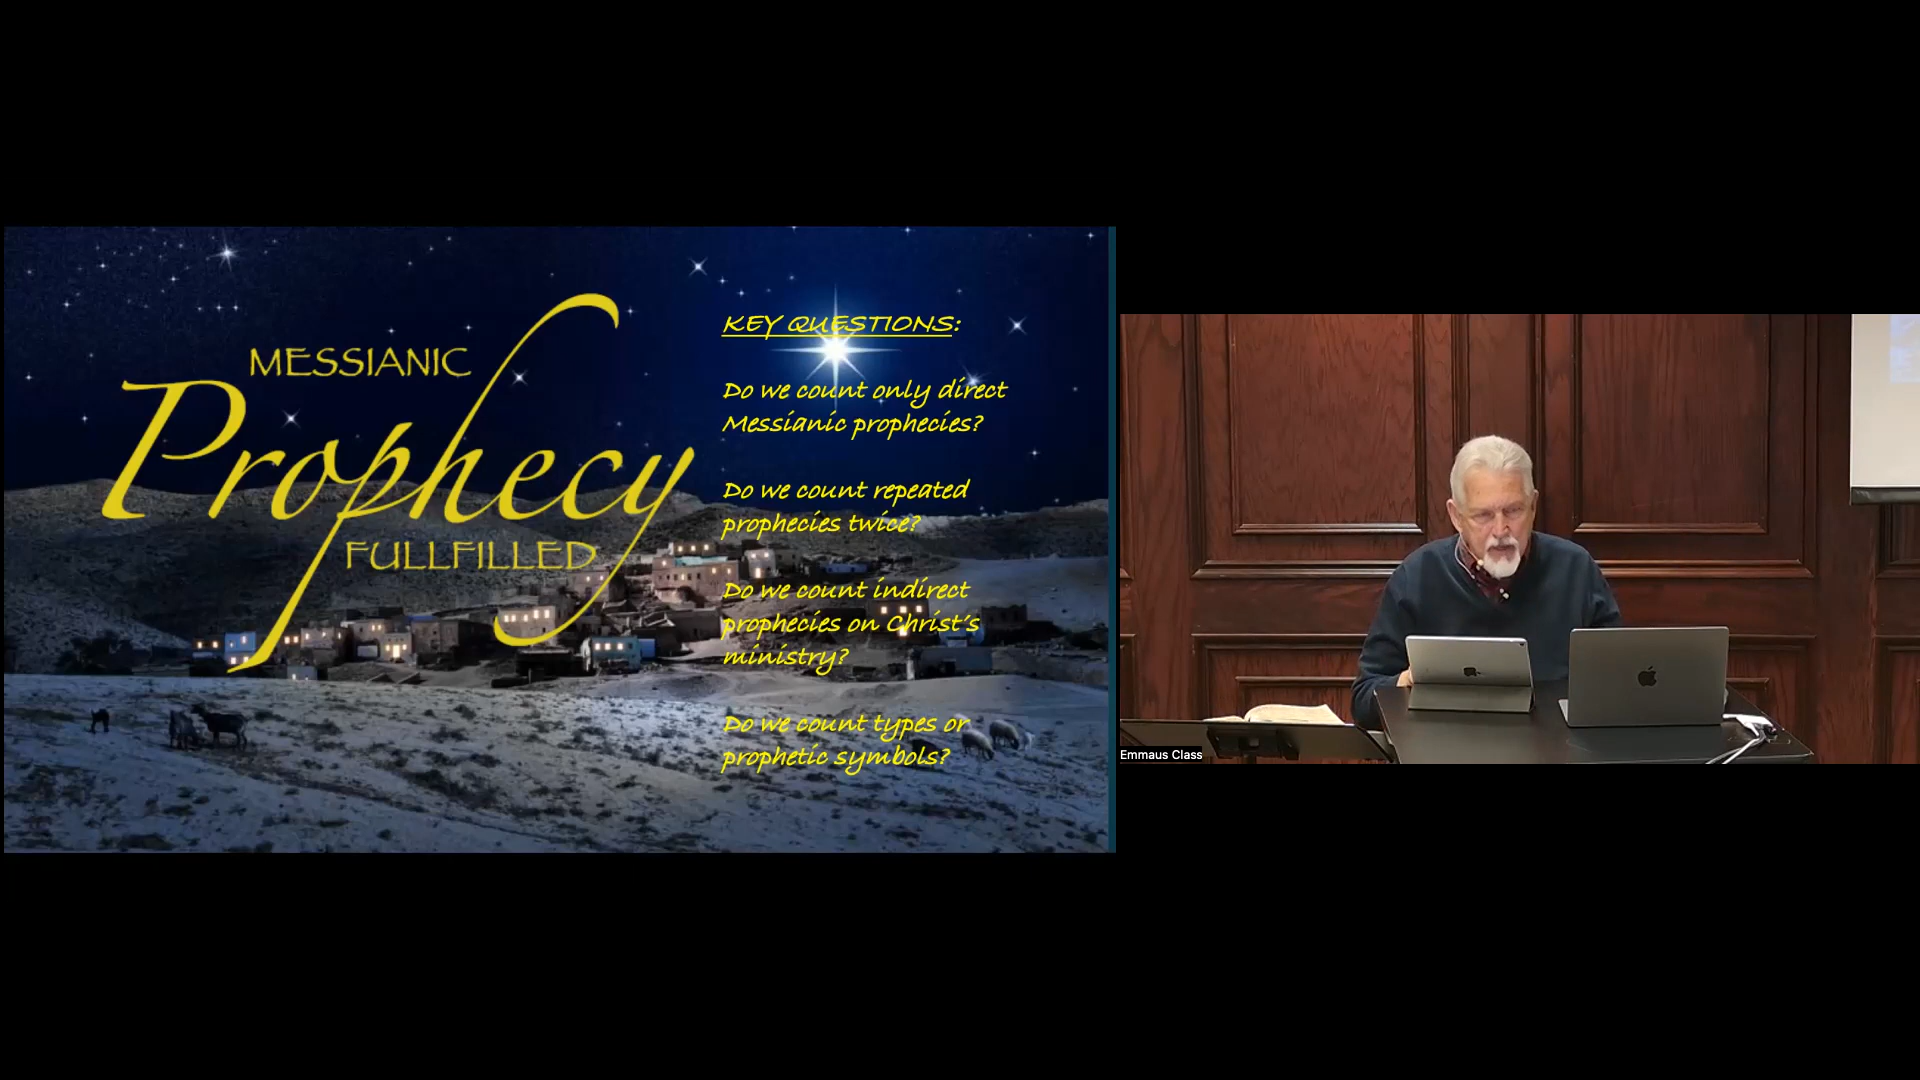 MESSIANIC
Prophecy
FULLFILLED
KEY QUESTIONS:
Do we count only direct
Messianic prophecies?
Do we count repeated
prophecies twice?
Do we count indirect
prophecies on Christ's
ministry?
Do we count types or
prophetic symbols?
Emmaus Class